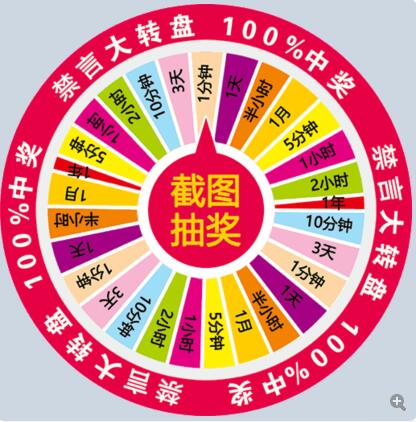 禁言大转盘 100%中奖
禁言大转盘 100%中奖
禁言大转盘 100%中奖
1分钟
1天
半小时
1月
5分钟
1小时
2小时
1年
10分钟
3天
1分钟
1天
半小时
1月
5分钟
1小时
2小时
10分钟
3天
1分钟
1天
半小时
1月
1年
5分钟
1小时
2小时
10分钟
3天
截图
抽奖